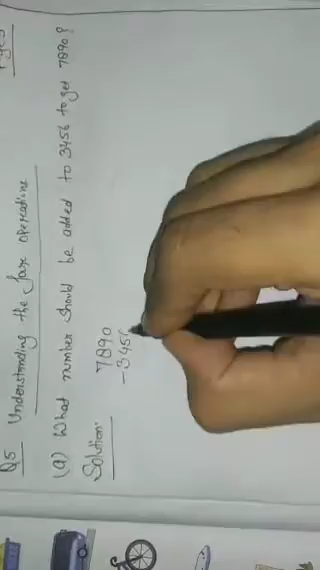 Q5 Understanding the four operations
(a) What number should be added to 3456 to get 7890?
Solution:
7890
-3456